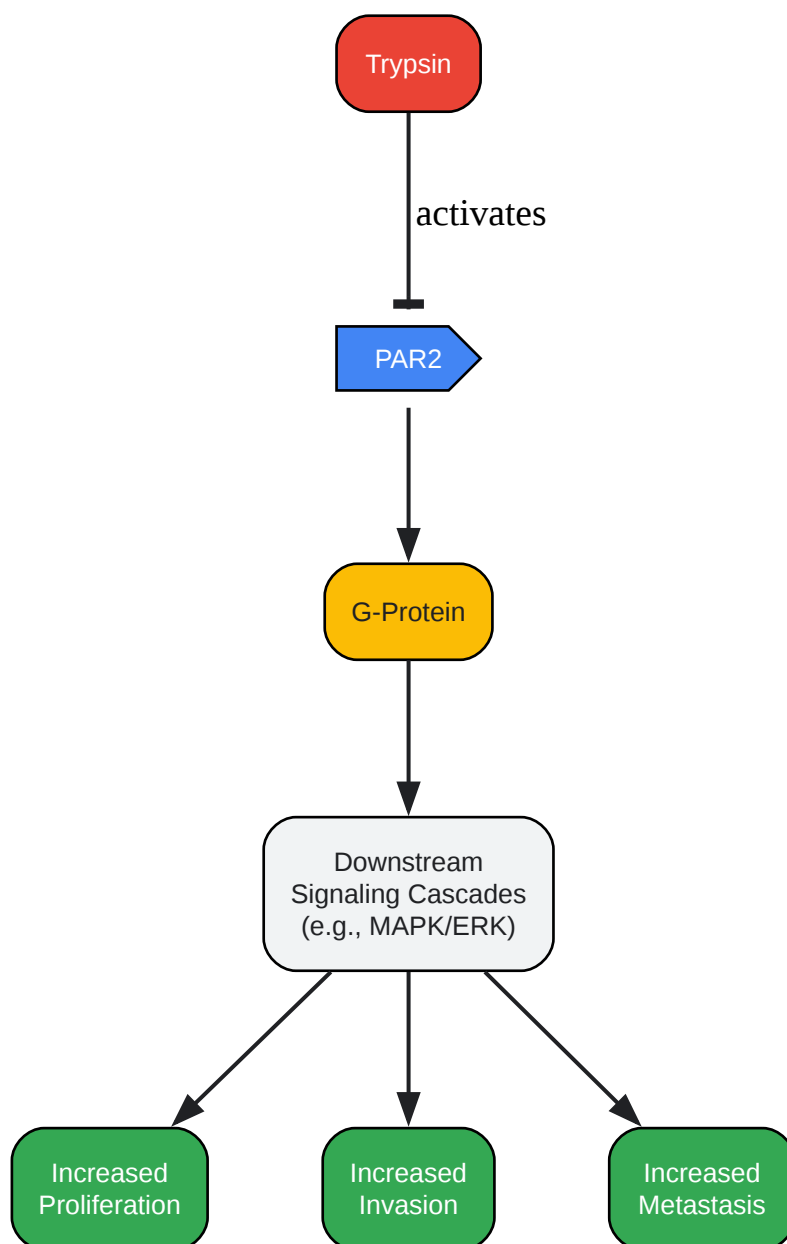 Trypsin
activates
PAR2
G-Protein
Downstream
Signaling Cascades
(e.g., MAPK/ERK)
Increased
Proliferation
Increased
Invasion
Increased
Metastasis